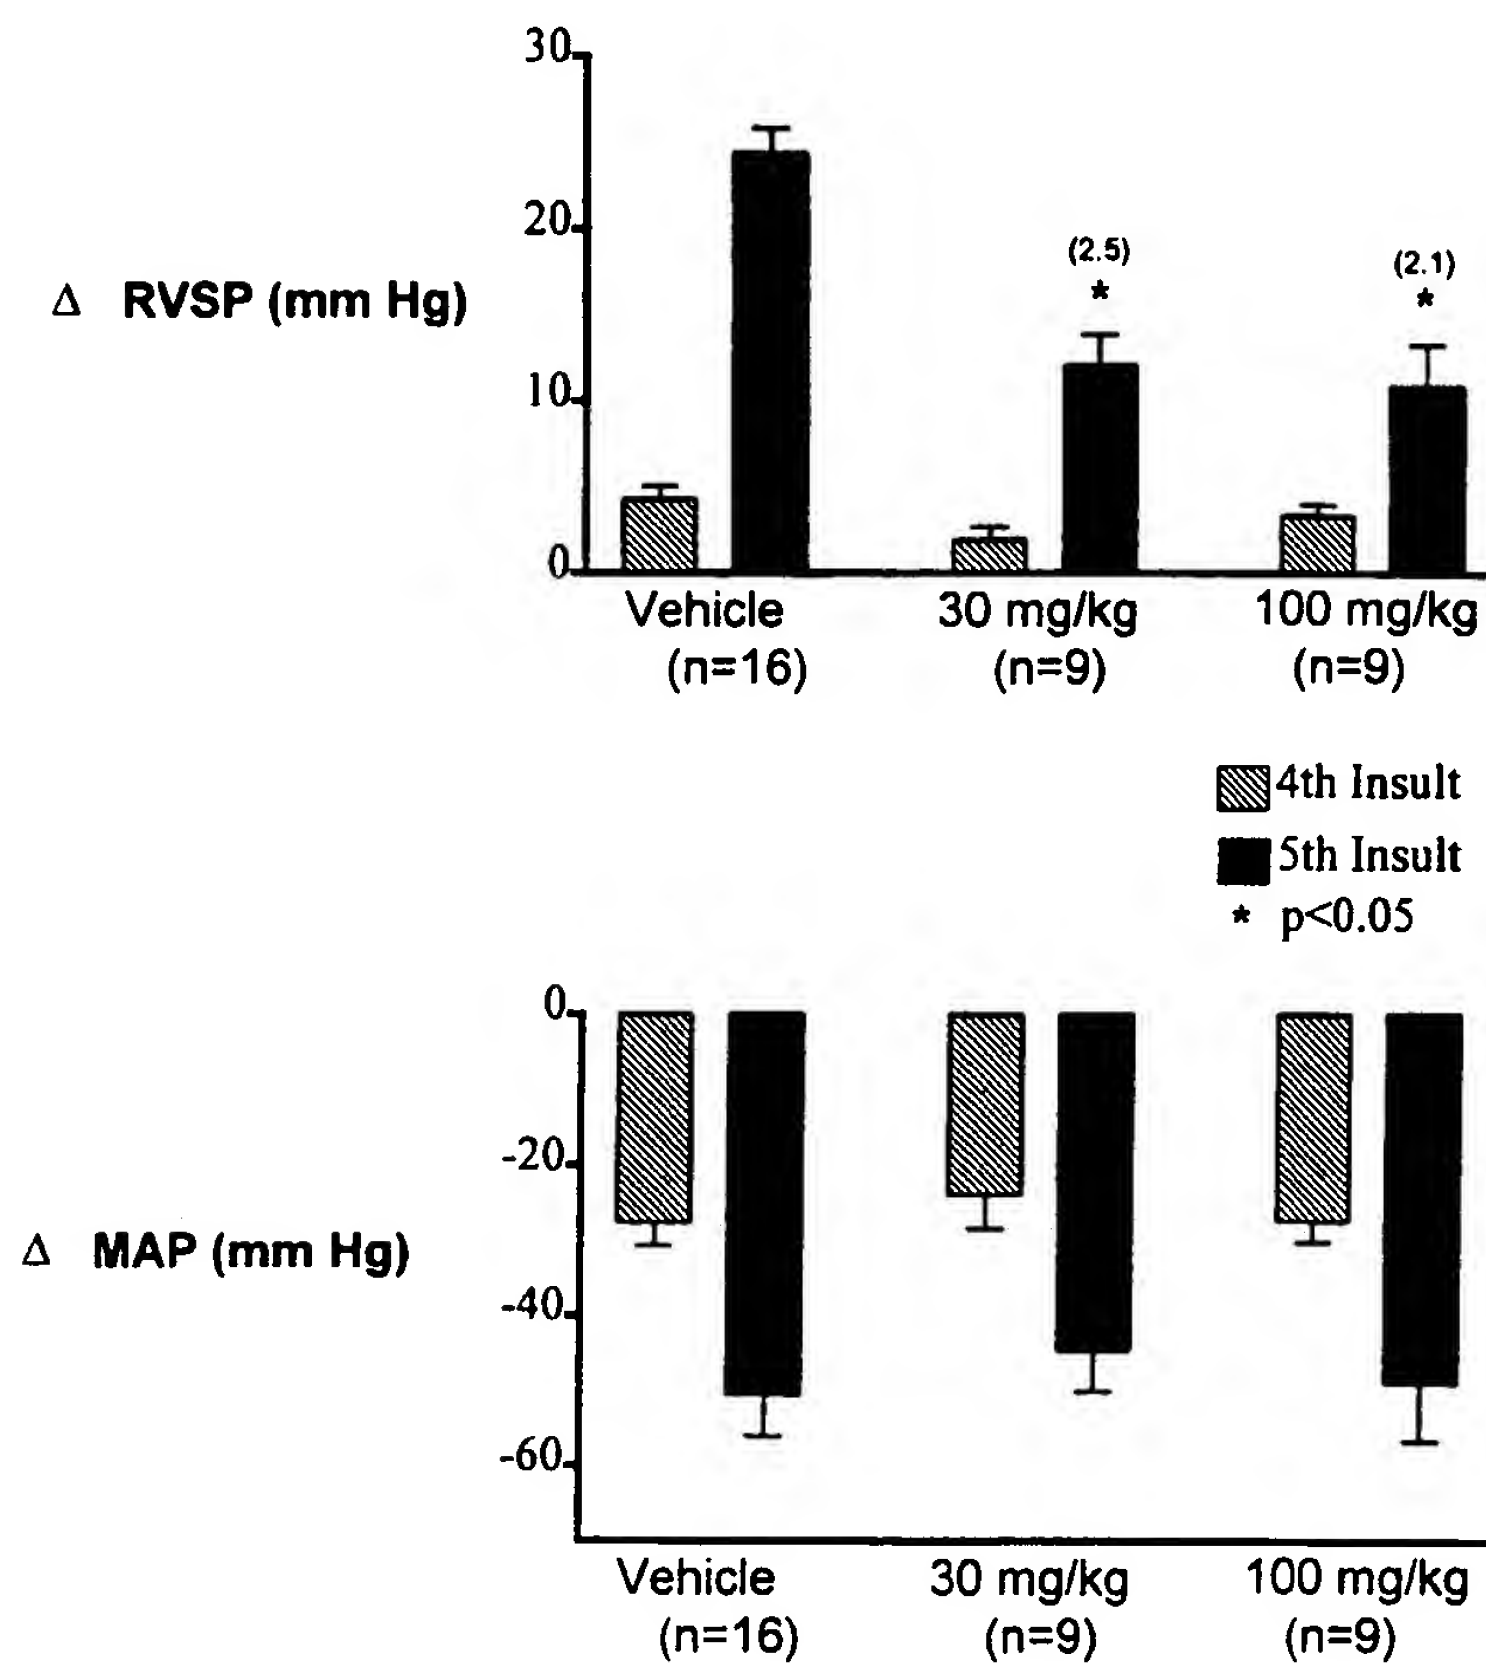 30
20
10
0
Δ RVSP (mm Hg)
(2.5)
*
(2.1)
*
Vehicle 30 mg/kg 100 mg/kg
(n=16) (n=9) (n=9)
4th Insult
5th Insult
* p<0.05
0
-20
-40
-60
Δ MAP (mm Hg)
Vehicle 30 mg/kg 100 mg/kg
(n=16) (n=9) (n=9)